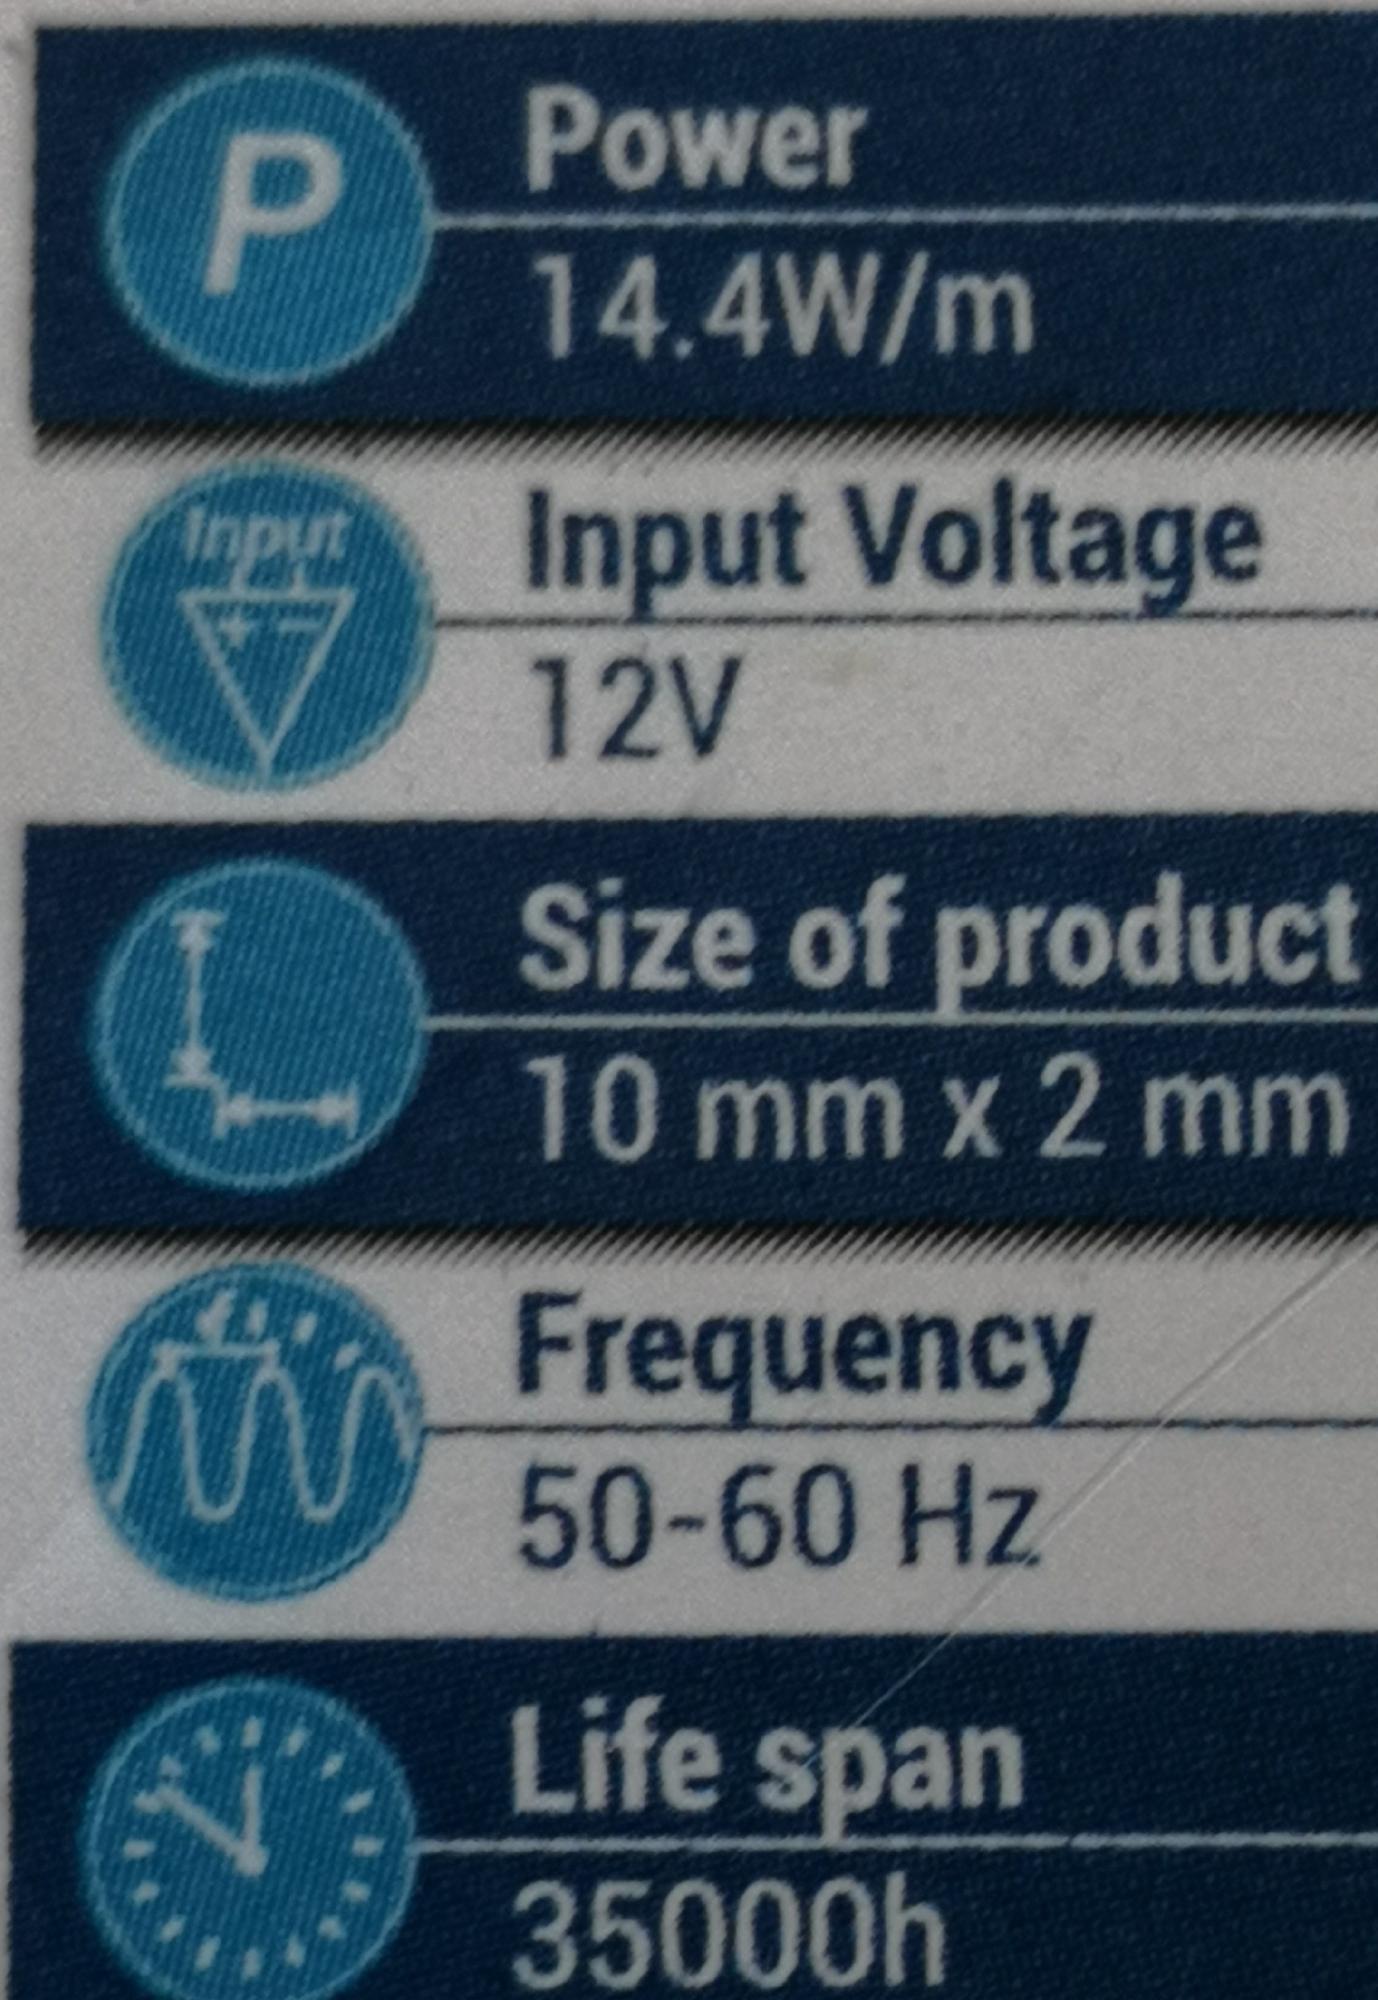 P
Power
14.4W/m
Input
+ -
Input Voltage
12V
Size of product
10 mm x 2 mm
f
Frequency
50-60 Hz
Life span
35000h